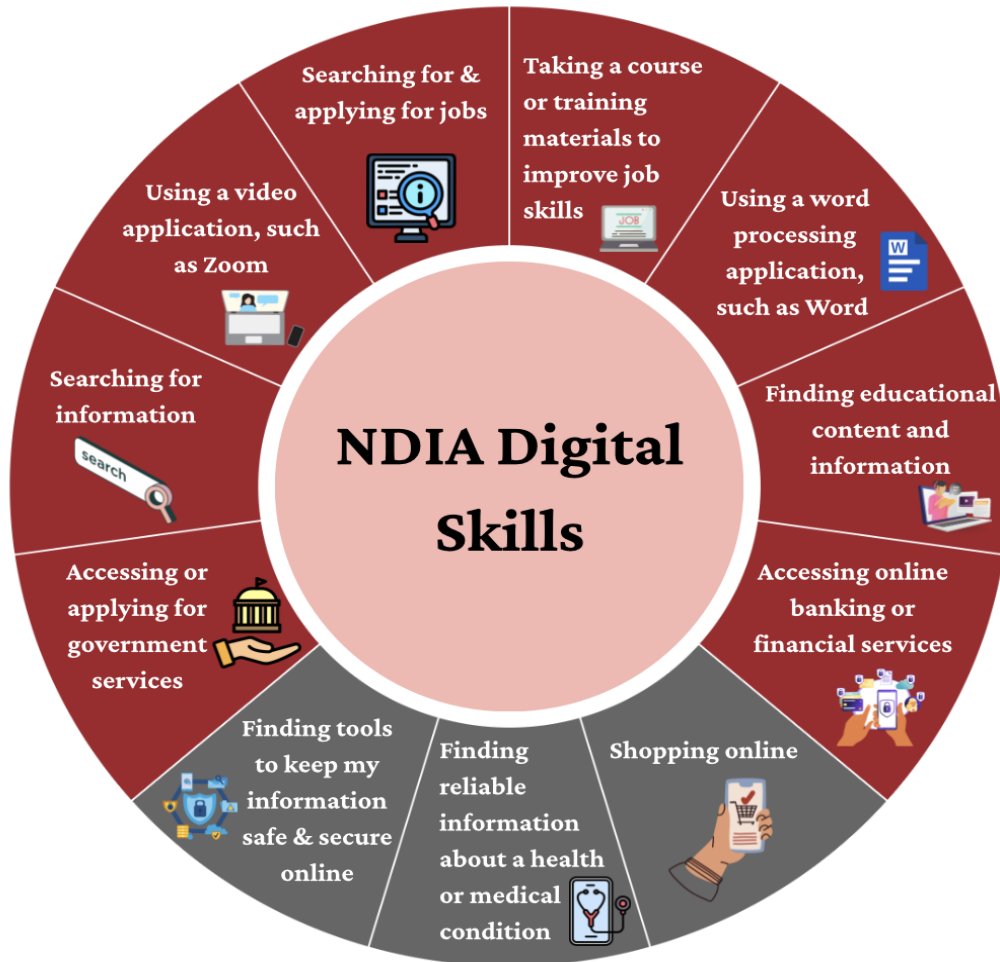 Searching for &
applying for jobs
Taking a course
or training
materials to
improve job
skills
JOB
Using a word
processing
application,
such as Word
W
Finding educational
content and
information
Accessing online
banking or
financial services
Shopping online
Finding
reliable
information
about a health
or medical
condition
Finding tools
to keep my
information
safe & secure
online
Accessing or
applying for
government
services
Searching for
information
search
Using a video
application, such
as Zoom
NDIA Digital
Skills